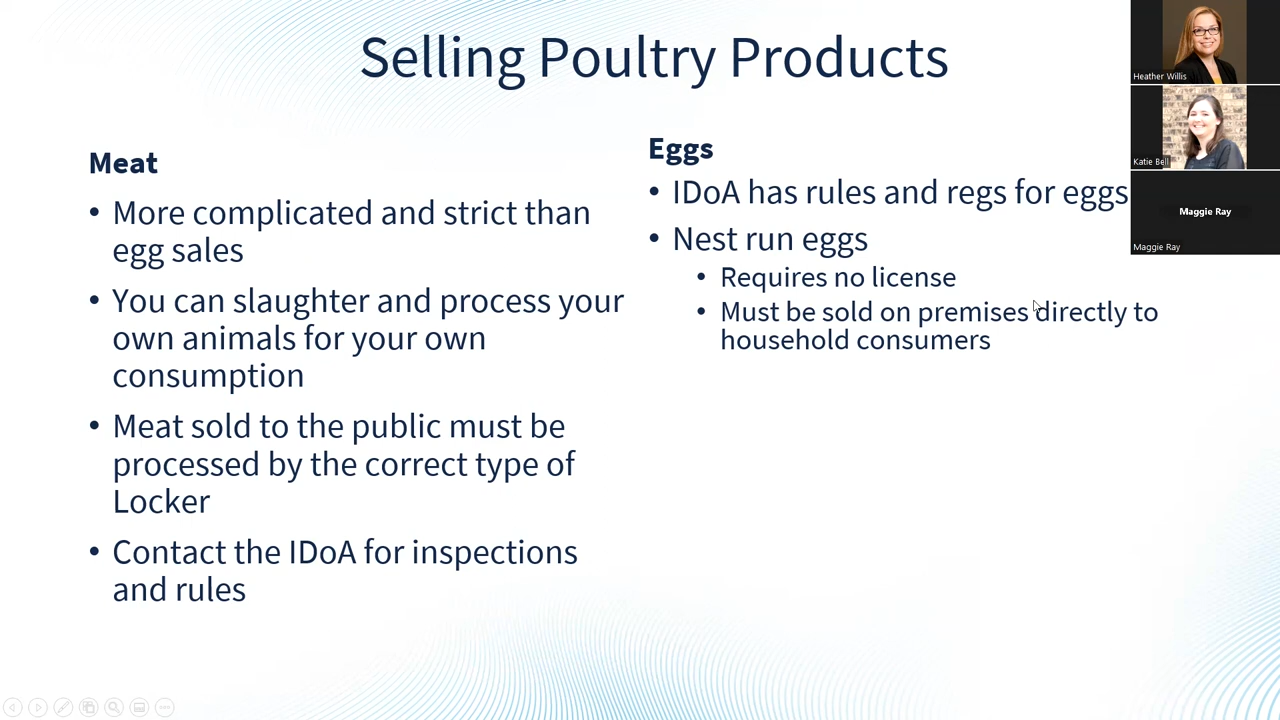 Selling Poultry Products
Meat
• More complicated and strict than
egg sales
• You can slaughter and process your
own animals for your own
consumption
• Meat sold to the public must be
processed by the correct type of
Locker
• Contact the IDoA for inspections
and rules
Eggs
• IDoA has rules and regs for eggs
• Nest run eggs
• Requires no license
• Must be sold on premises directly to
household consumers
Heather Willis
Katie Bell
Maggie Ray
Maggie Ray